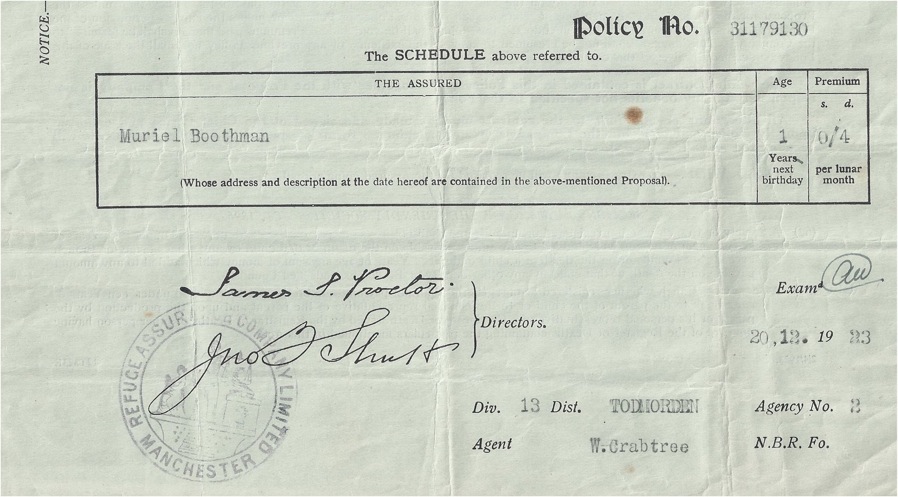 NOTICE.—
Policy No. 31179130
The SCHEDULE above referred to.
THE ASSURED
Age
Premium
s. d.
Muriel Boothman
1
0/4
Years next birthday
per lunar month
(Whose address and description at the date hereof are contained in the above-mentioned Proposal).
James S. Proctor
Jno B
Directors.
Examd
20.12. 19 23
REFUGE ASSURANCE COMPANY LIMITED
MANCHESTER
Div. 13 Dist. TODMORDEN
Agency No. 2
Agent W.Crabtree
N.B.R. Fo.